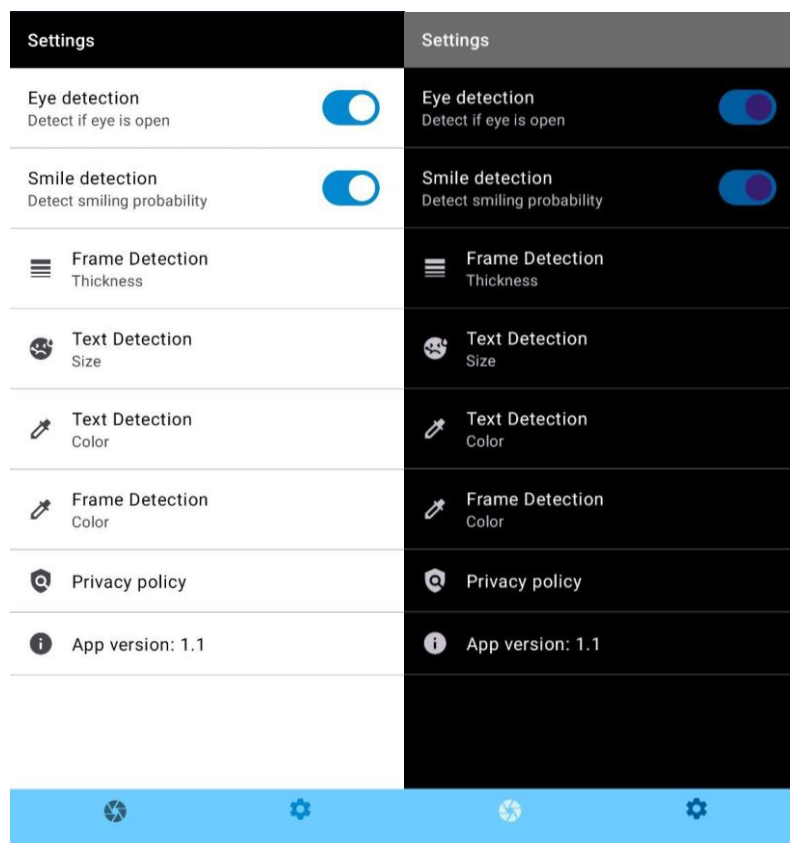 Settings
Eye detection
Detect if eye is open
Smile detection
Detect smiling probability
Frame Detection
Thickness
Text Detection
Size
Text Detection
Color
Frame Detection
Color
Privacy policy
App version: 1.1
Settings
Eye detection
Detect if eye is open
Smile detection
Detect smiling probability
Frame Detection
Thickness
Text Detection
Size
Text Detection
Color
Frame Detection
Color
Privacy policy
App version: 1.1